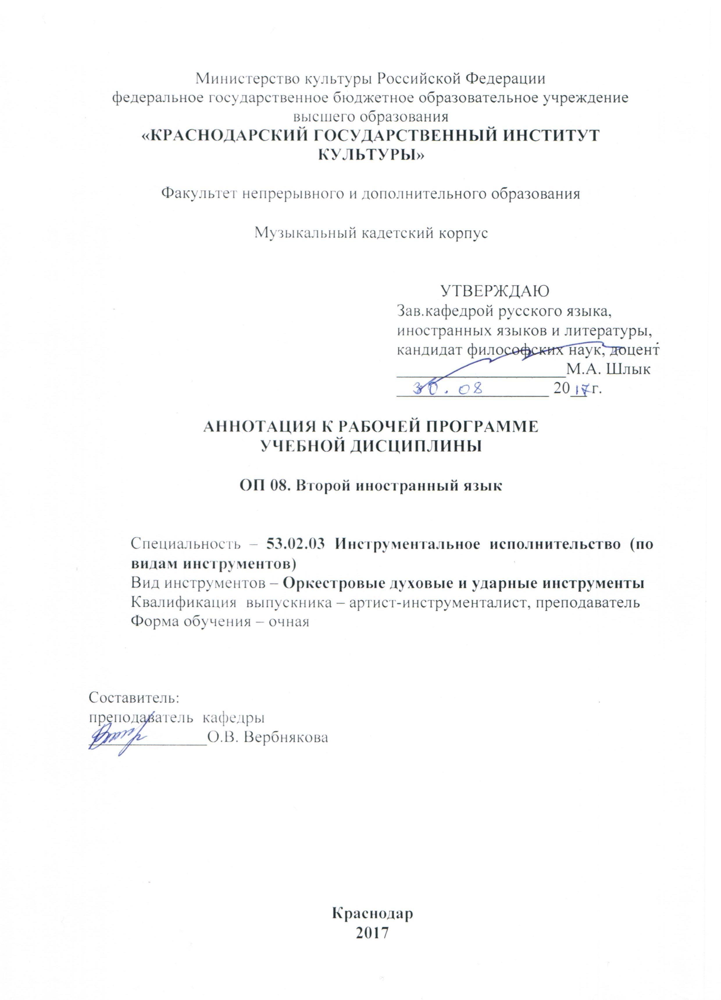 Министерство культуры Российской Федерации
федеральное государственное бюджетное образовательное учреждение
высшего образования
«КРАСНОДАРСКИЙ ГОСУДАРСТВЕННЫЙ ИНСТИТУТ
КУЛЬТУРЫ»
Факультет непрерывного и дополнительного образования
Музыкальный кадетский корпус
УТВЕРЖДАЮ
Зав.кафедрой русского языка,
иностранных языков и литературы,
кандидат философских наук, доцент
М.А. Шлык
30.08 2017 г.
АННОТАЦИЯ К РАБОЧЕЙ ПРОГРАММЕ
УЧЕБНОЙ ДИСЦИПЛИНЫ
ОП 08. Второй иностранный язык
Специальность – 53.02.03 Инструментальное исполнительство (по
видам инструментов)
Вид инструментов – Оркестровые духовые и ударные инструменты
Квалификация выпускника – артист-инструменталист, преподаватель
Форма обучения – очная
Составитель:
преподаватель кафедры
О.В. Вербнякова
Краснодар
2017